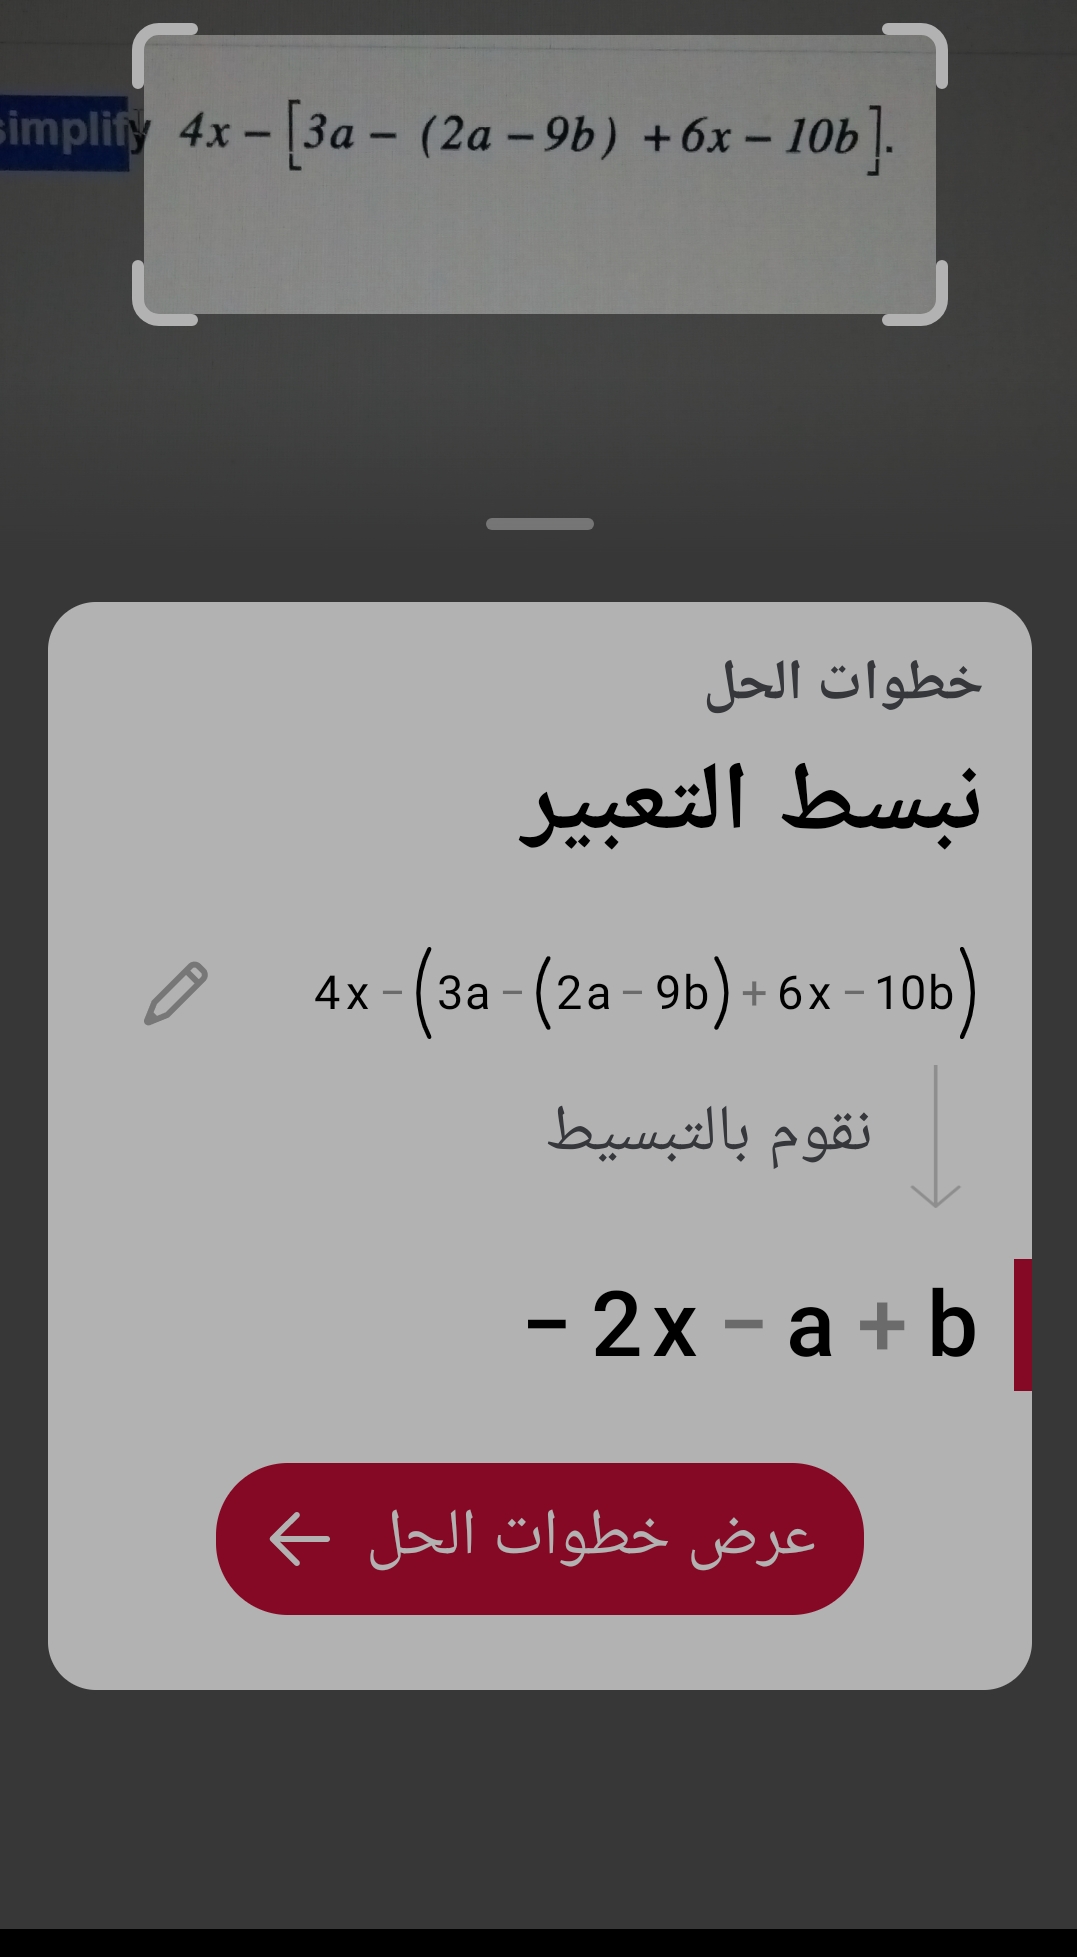 simplify 4x − [3a − (2a − 9b) + 6x − 10b].
خطوات الحل
نبسط التعبير
4x − (3a − (2a − 9b) + 6x − 10b)
نقوم بالتبسيط
− 2x − a + b
عرض خطوات الحل